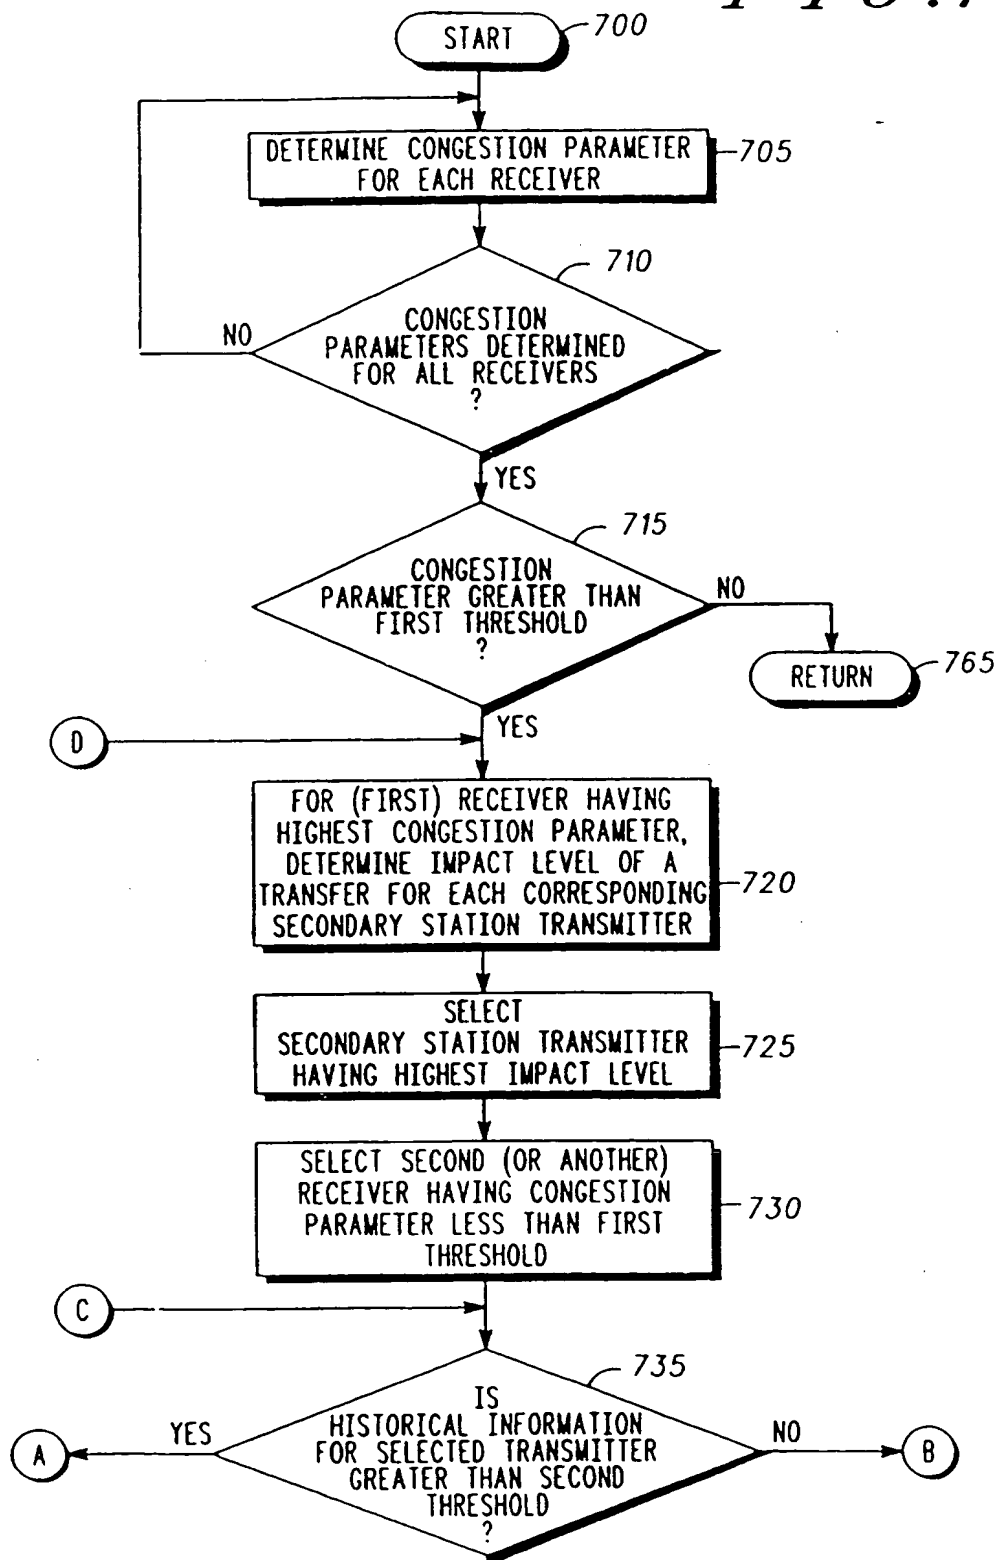 START
700
DETERMINE CONGESTION PARAMETER
FOR EACH RECEIVER
705
710
CONGESTION
PARAMETERS DETERMINED
FOR ALL RECEIVERS
?
NO
YES
715
CONGESTION
PARAMETER GREATER THAN
FIRST THRESHOLD
?
NO
RETURN
765
YES
D
FOR (FIRST) RECEIVER HAVING
HIGHEST CONGESTION PARAMETER,
DETERMINE IMPACT LEVEL OF A
TRANSFER FOR EACH CORRESPONDING
SECONDARY STATION TRANSMITTER
720
SELECT
SECONDARY STATION TRANSMITTER
HAVING HIGHEST IMPACT LEVEL
725
SELECT SECOND (OR ANOTHER)
RECEIVER HAVING CONGESTION
PARAMETER LESS THAN FIRST
THRESHOLD
730
C
735
IS
HISTORICAL INFORMATION
FOR SELECTED TRANSMITTER
GREATER THAN SECOND
THRESHOLD
?
YES
A
NO
B